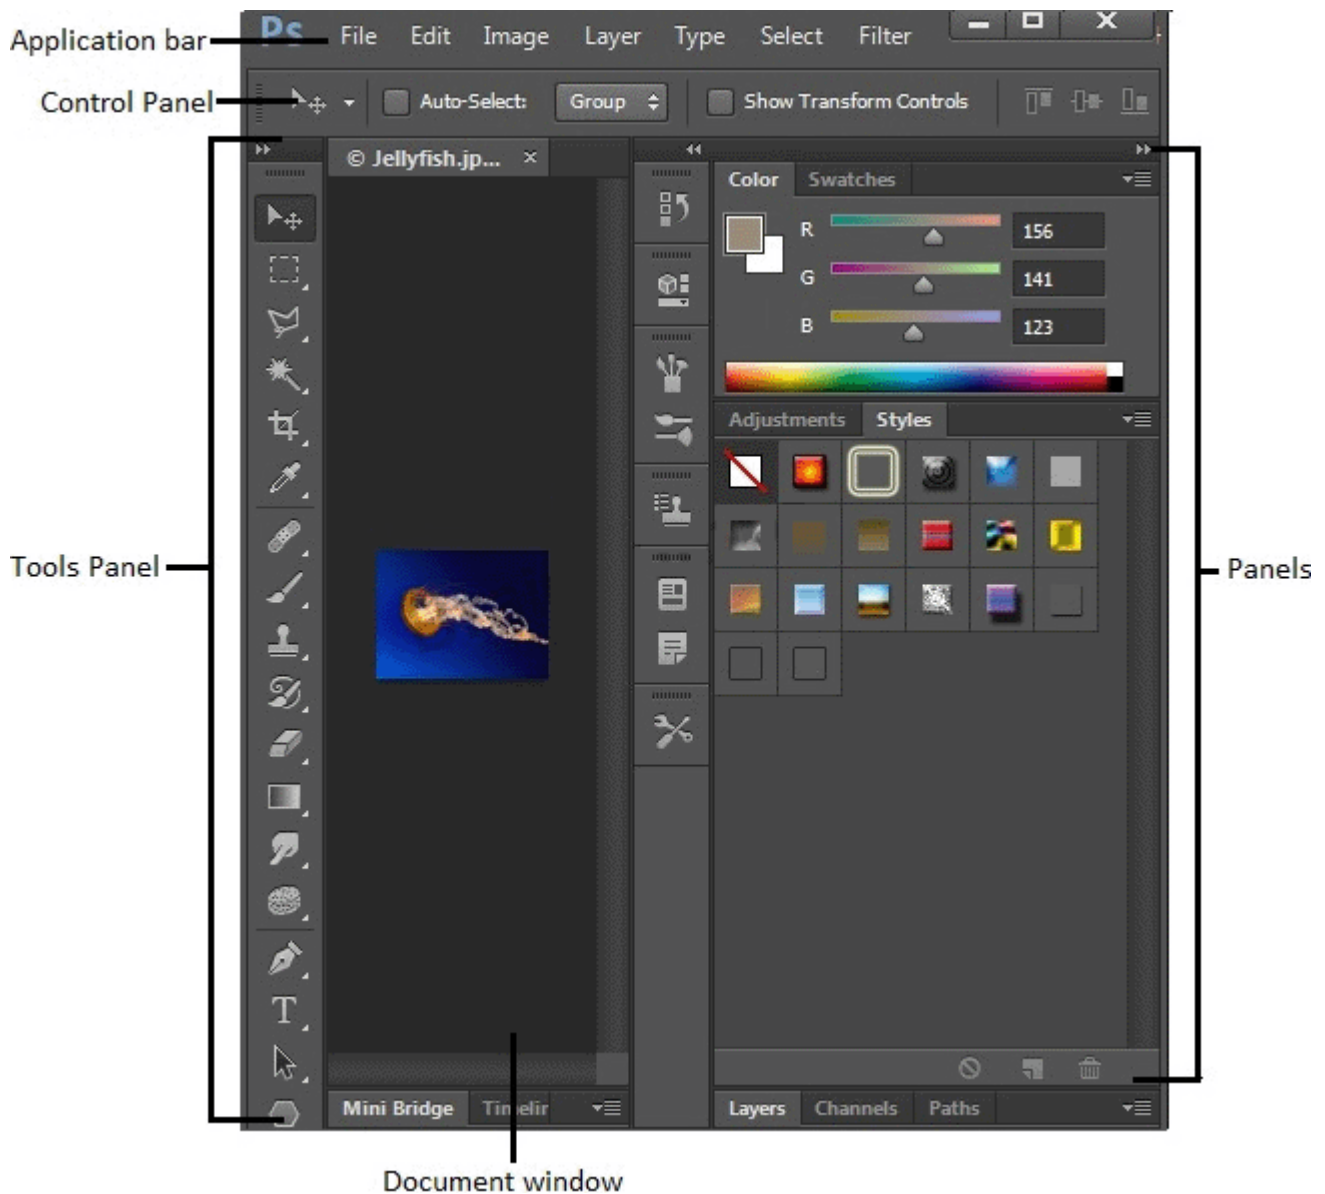 Application bar
Ps File Edit Image Layer Type Select Filter
Control Panel
Auto-Select: Group Show Transform Controls
© Jellyfish.jp... ×
Color Swatches
R 156
G 141
B 123
Adjustments Styles
Tools Panel
T
Panels
Mini Bridge Timelin
Layers Channels Paths
Document window